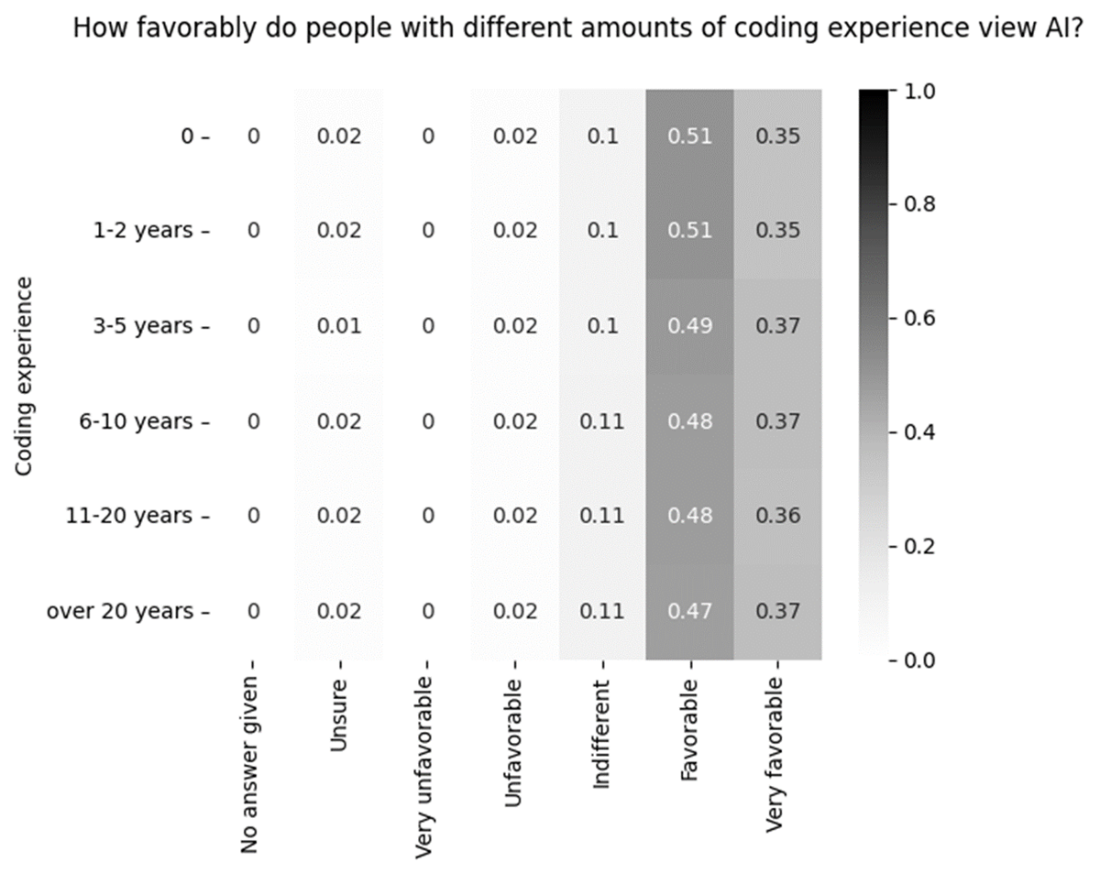 How favorably do people with different amounts of coding experience view AI?
Coding experience
0 0 0.02 0 0.02 0.1 0.51 0.35
1-2 years 0 0.02 0 0.02 0.1 0.51 0.35
3-5 years 0 0.01 0 0.02 0.1 0.49 0.37
6-10 years 0 0.02 0 0.02 0.11 0.48 0.37
11-20 years 0 0.02 0 0.02 0.11 0.48 0.36
over 20 years 0 0.02 0 0.02 0.11 0.47 0.37
No answer given
Unsure
Very unfavorable
Unfavorable
Indifferent
Favorable
Very favorable
1.0
0.8
0.6
0.4
0.2
0.0